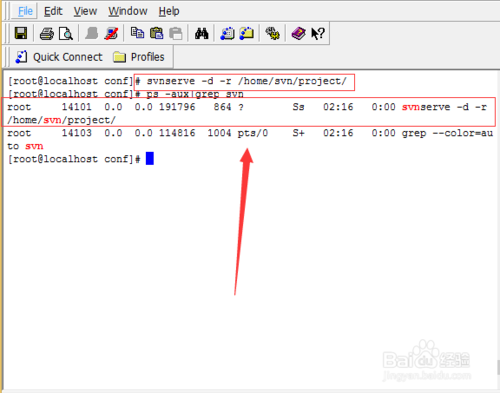 File Edit View Window Help
Quick Connect Profiles
[root@localhost conf]# svnserve -d -r /home/svn/project/
[root@localhost conf]# ps -aux|grep svn
root 14101 0.0 0.0 191796 864 ? Ss 02:16 0:00 svnserve -d -r
/home/svn/project/
root 14103 0.0 0.0 114816 1004 pts/0 S+ 02:16 0:00 grep --color=au
to svn
[root@localhost conf]#
Bai 经验
jingyan.baidu.com